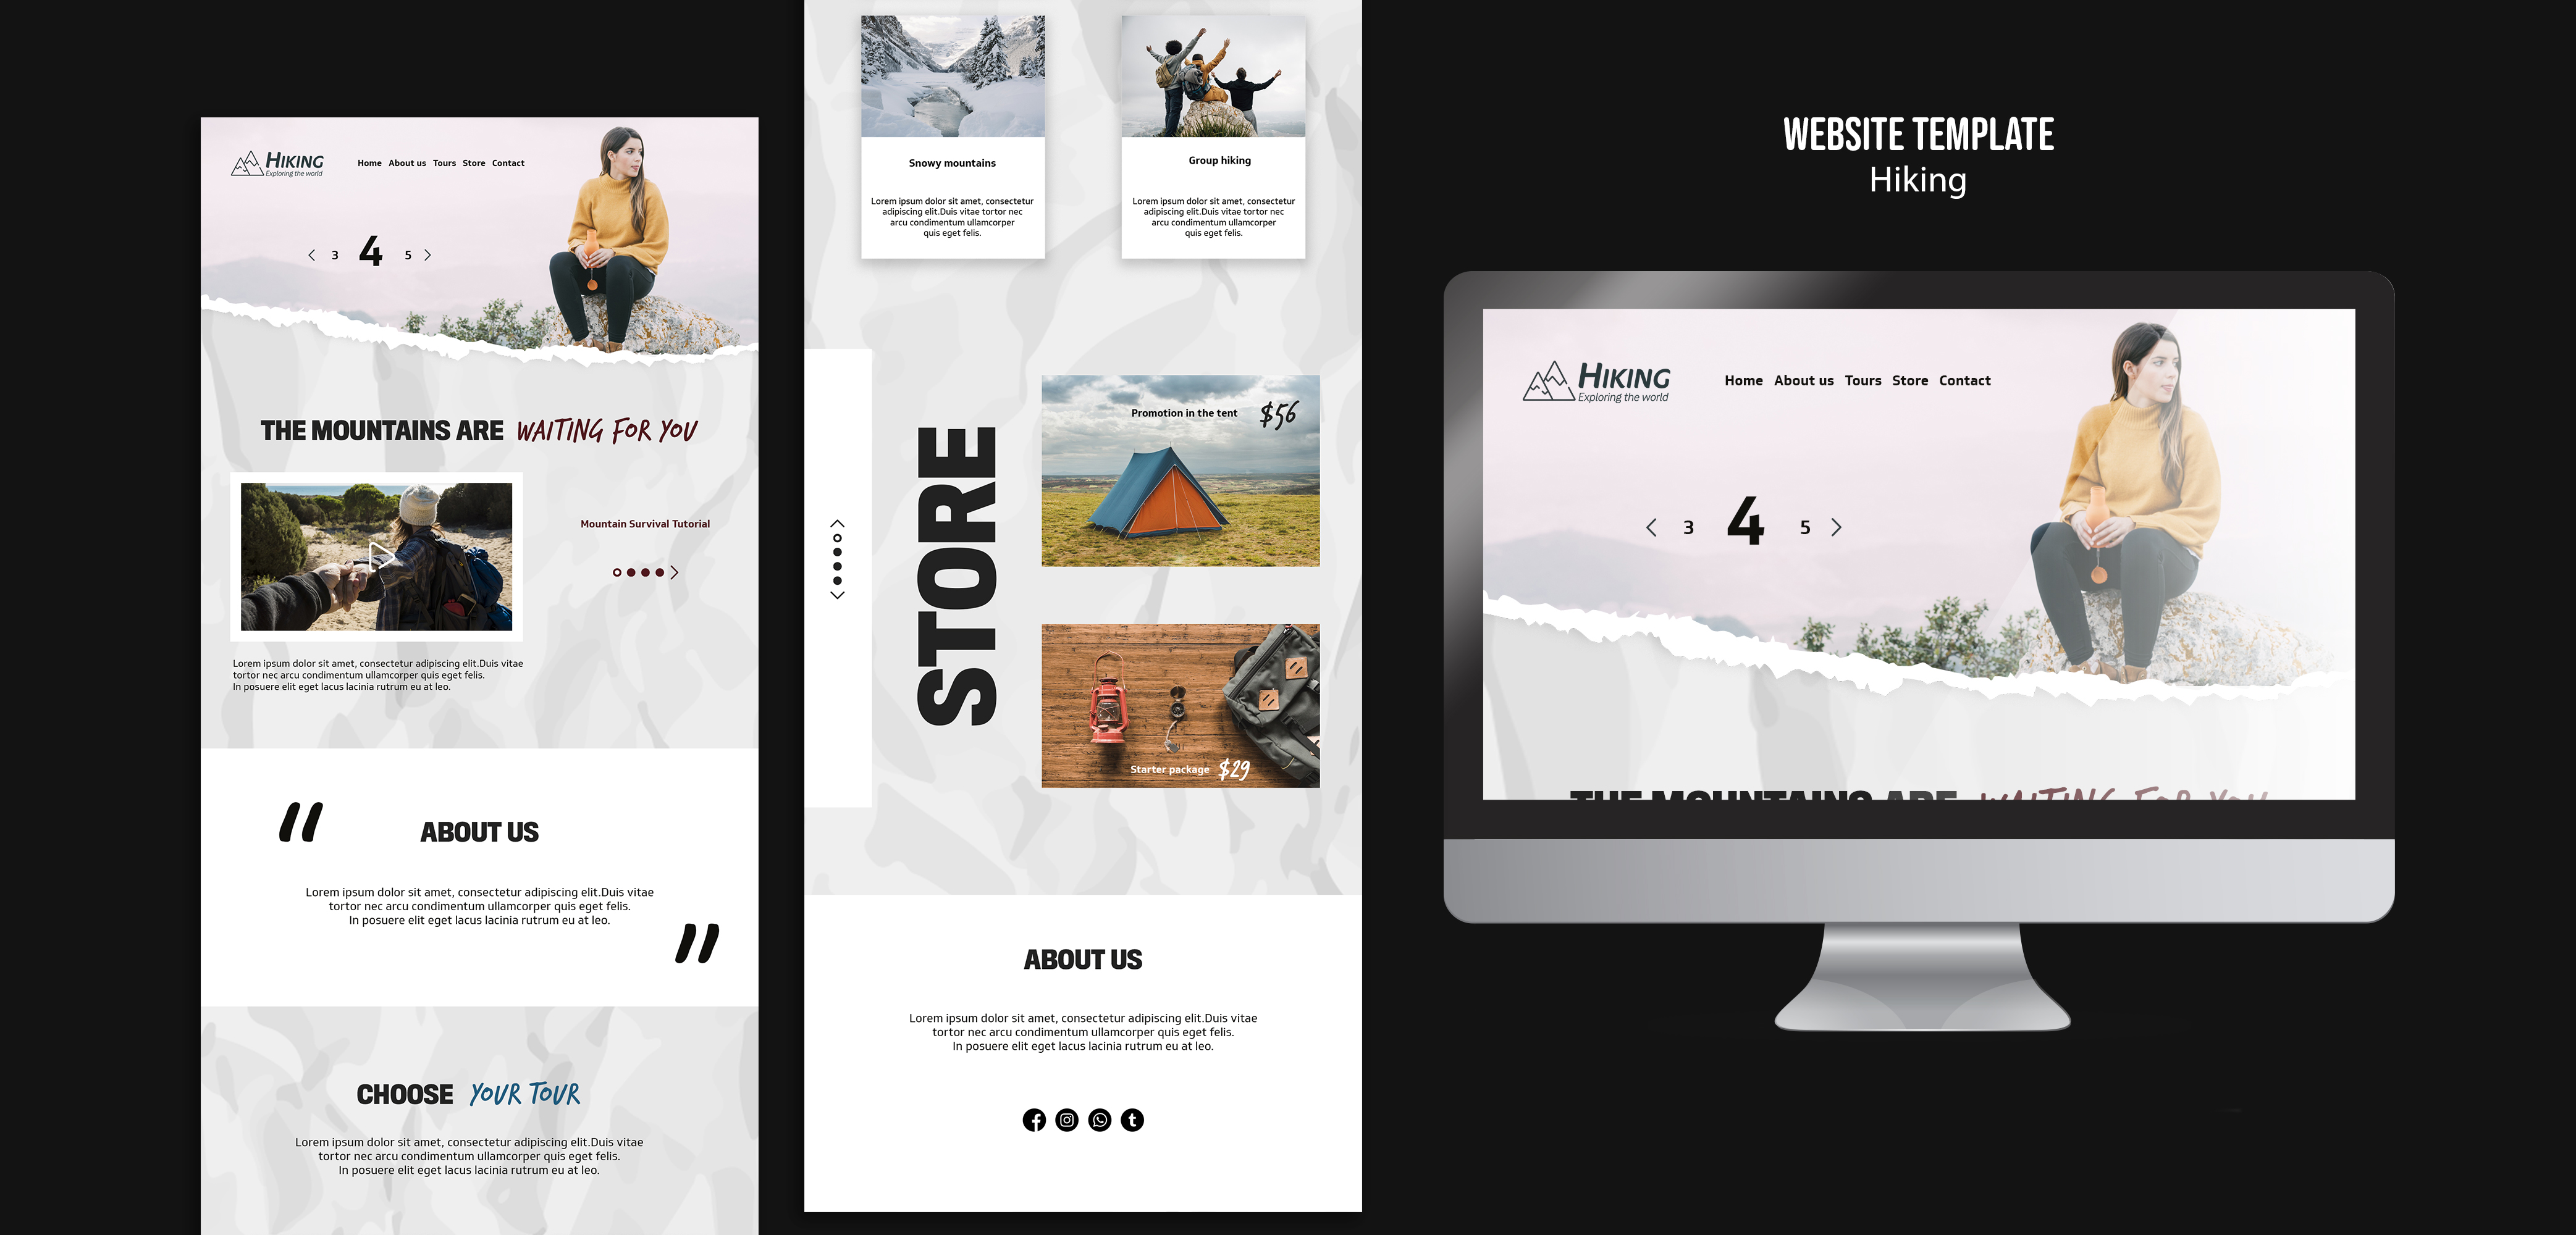 HIKING
Exploring the world
Home About us Tours Store Contact
3 4 5
THE MOUNTAINS ARE WAITING FOR YOU
Mountain Survival Tutorial
Lorem ipsum dolor sit amet, consectetur adipiscing elit.Duis vitae
tortor nec arcu condimentum ullamcorper quis eget felis.
In posuere elit eget lacus lacinia rutrum eu at leo.
“
ABOUT US
Lorem ipsum dolor sit amet, consectetur adipiscing elit.Duis vitae
tortor nec arcu condimentum ullamcorper quis eget felis.
In posuere elit eget lacus lacinia rutrum eu at leo.
”
CHOOSE YOUR TOUR
Lorem ipsum dolor sit amet, consectetur adipiscing elit.Duis vitae
tortor nec arcu condimentum ullamcorper quis eget felis.
In posuere elit eget lacus lacinia rutrum eu at leo.
Snowy mountains
Lorem ipsum dolor sit amet, consectetur
adipiscing elit.Duis vitae tortor nec
arcu condimentum ullamcorper
quis eget felis.
Group hiking
Lorem ipsum dolor sit amet, consectetur
adipiscing elit.Duis vitae tortor nec
arcu condimentum ullamcorper
quis eget felis.
STORE
Promotion in the tent $56
Starter package $29
ABOUT US
Lorem ipsum dolor sit amet, consectetur adipiscing elit.Duis vitae
tortor nec arcu condimentum ullamcorper quis eget felis.
In posuere elit eget lacus lacinia rutrum eu at leo.
WEBSITE TEMPLATE
Hiking
HIKING
Exploring the world
Home About us Tours Store Contact
3 4 5
THE MOUNTAINS ARE WAITING FOR YOU